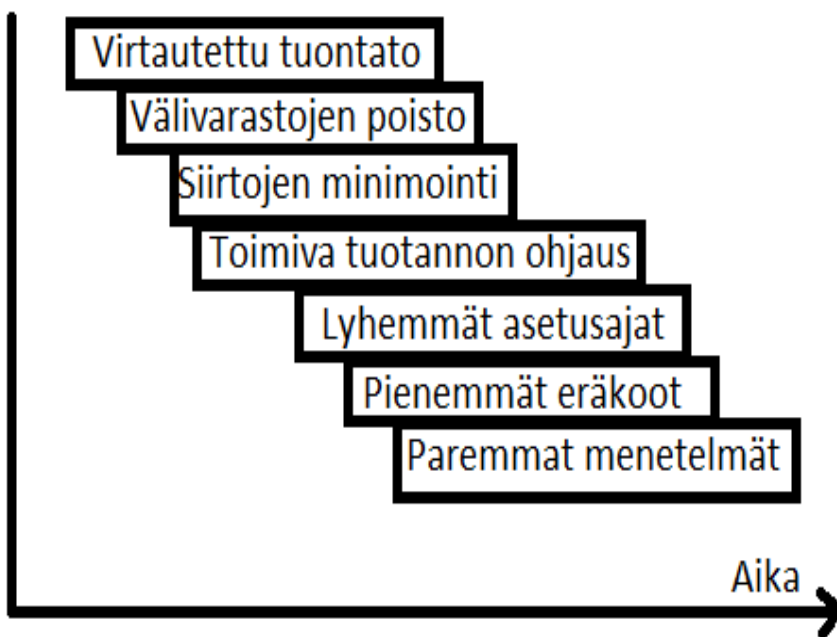 Virtautettu tuontato
Välivarastojen poisto
Siirtojen minimointi
Toimiva tuotannon ohjaus
Lyhemmät asetusajat
Pienemmät eräkoot
Paremmat menetelmät
Aika